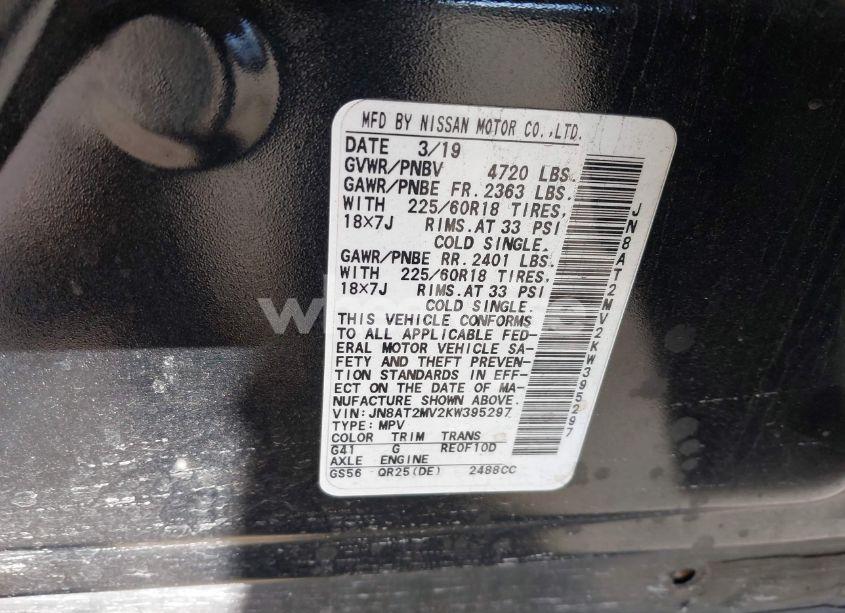 MFD BY NISSAN MOTOR CO.,LTD.
DATE 3/19
GVWR/PNBV 4720 LBS.
GAWR/PNBE FR. 2363 LBS.
WITH 225/60R18 TIRES,
18×7J RIMS.AT 33 PSI
COLD SINGLE.
GAWR/PNBE RR. 2401 LBS.
WITH 225/60R18 TIRES,
18×7J RIMS.AT 33 PSI
COLD SINGLE.
THIS VEHICLE CONFORMS
TO ALL APPLICABLE FED-
ERAL MOTOR VEHICLE SA-
FETY AND THEFT PREVEN-
TION STANDARDS IN EFF-
ECT ON THE DATE OF MA-
NUFACTURE SHOWN ABOVE.
VIN:JN8AT2MV2KW395297
TYPE:MPV
COLOR TRIM TRANS
G41 G RE0F10D
AXLE ENGINE
GS56 QR25(DE) 2488CC
JN8AT2MV2KW395297